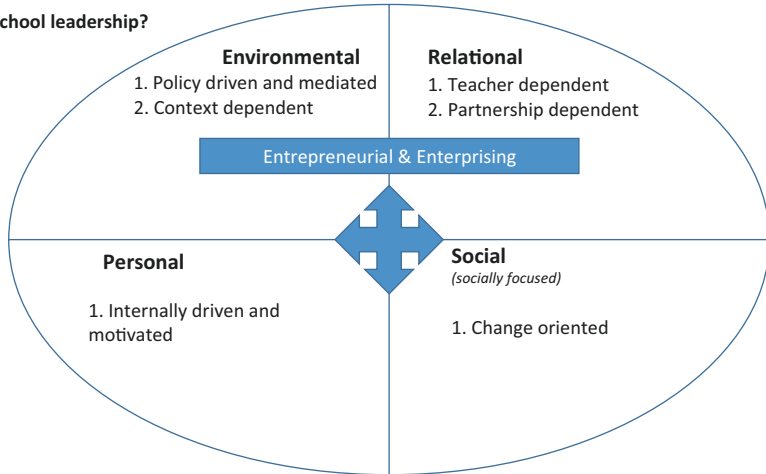 chool leadership?
Environmental
1. Policy driven and mediated
2. Context dependent
Relational
1. Teacher dependent
2. Partnership dependent
Entrepreneurial & Enterprising
Personal
1. Internally driven and
motivated
Social
(socially focused)
1. Change oriented